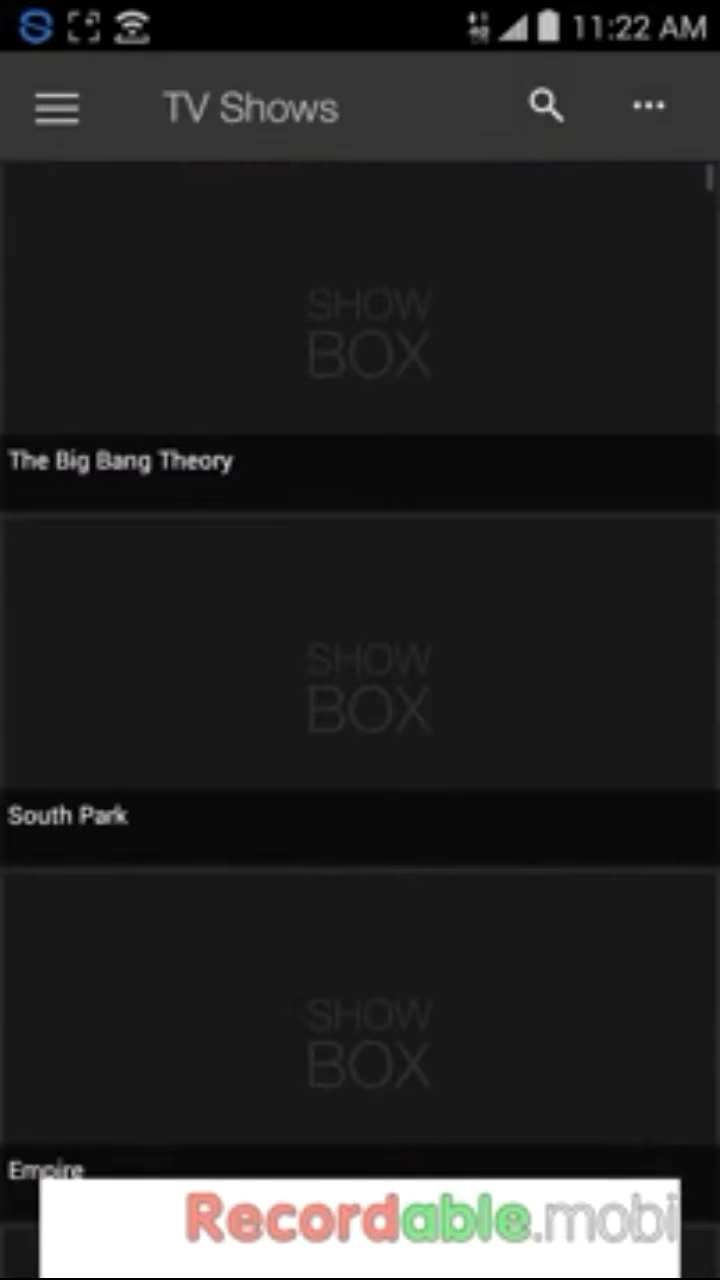 11:22 AM
TV Shows
SHOW
BOX
The Big Bang Theory
SHOW
BOX
South Park
SHOW
BOX
Empire
Recordable.mobi